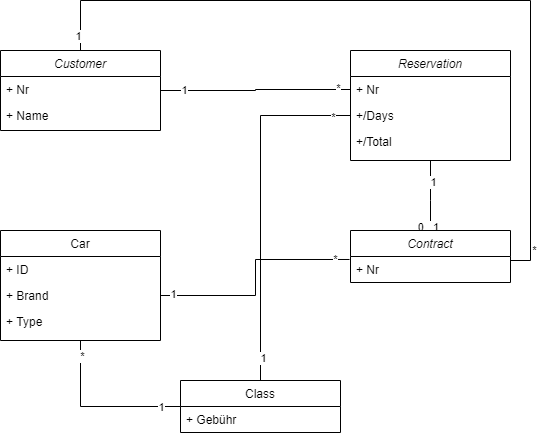 1
Customer
+ Nr
+ Name
1
*
Reservation
+ Nr
+/Days
+/Total
*
1
0 1
Contract
+ Nr
*
*
Car
+ ID
+ Brand
+ Type
1
*
1
1
Class
+ Gebühr